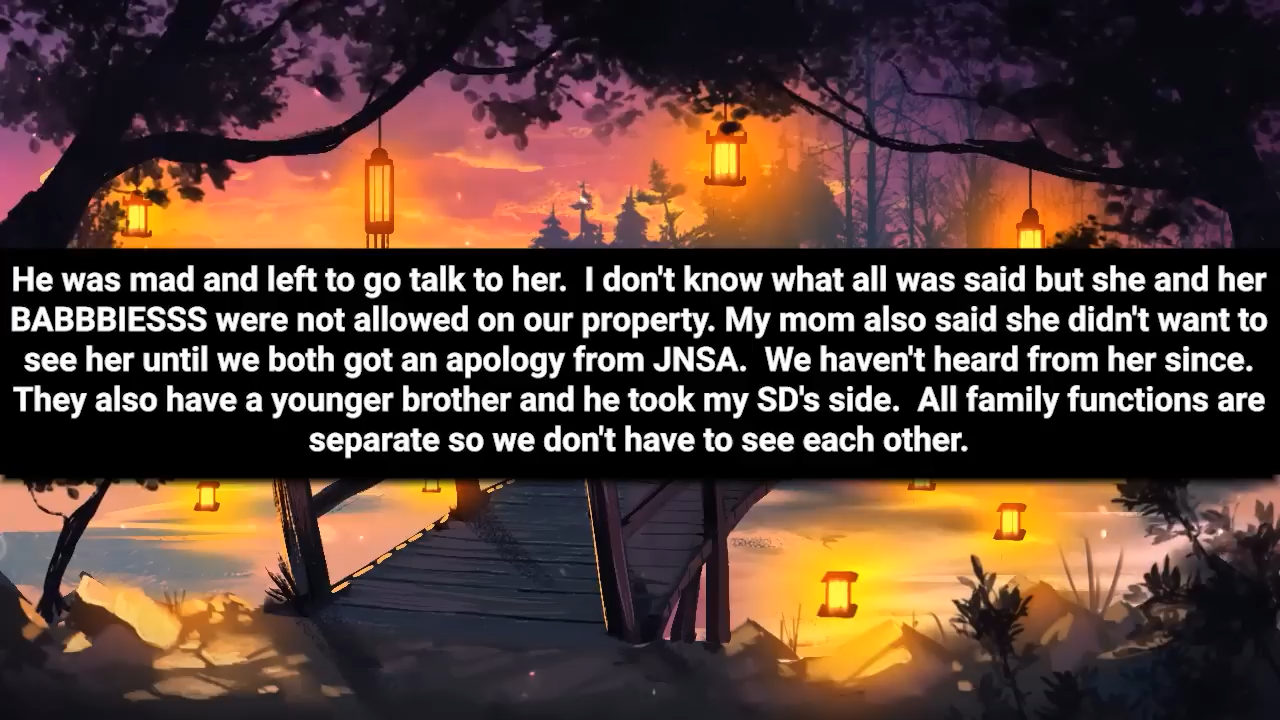 He was mad and left to go talk to her.  I don't know what all was said but she and her
BABBBIESSS were not allowed on our property. My mom also said she didn't want to
see her until we both got an apology from JNSA.  We haven't heard from her since.
They also have a younger brother and he took my SD's side.  All family functions are
separate so we don't have to see each other.